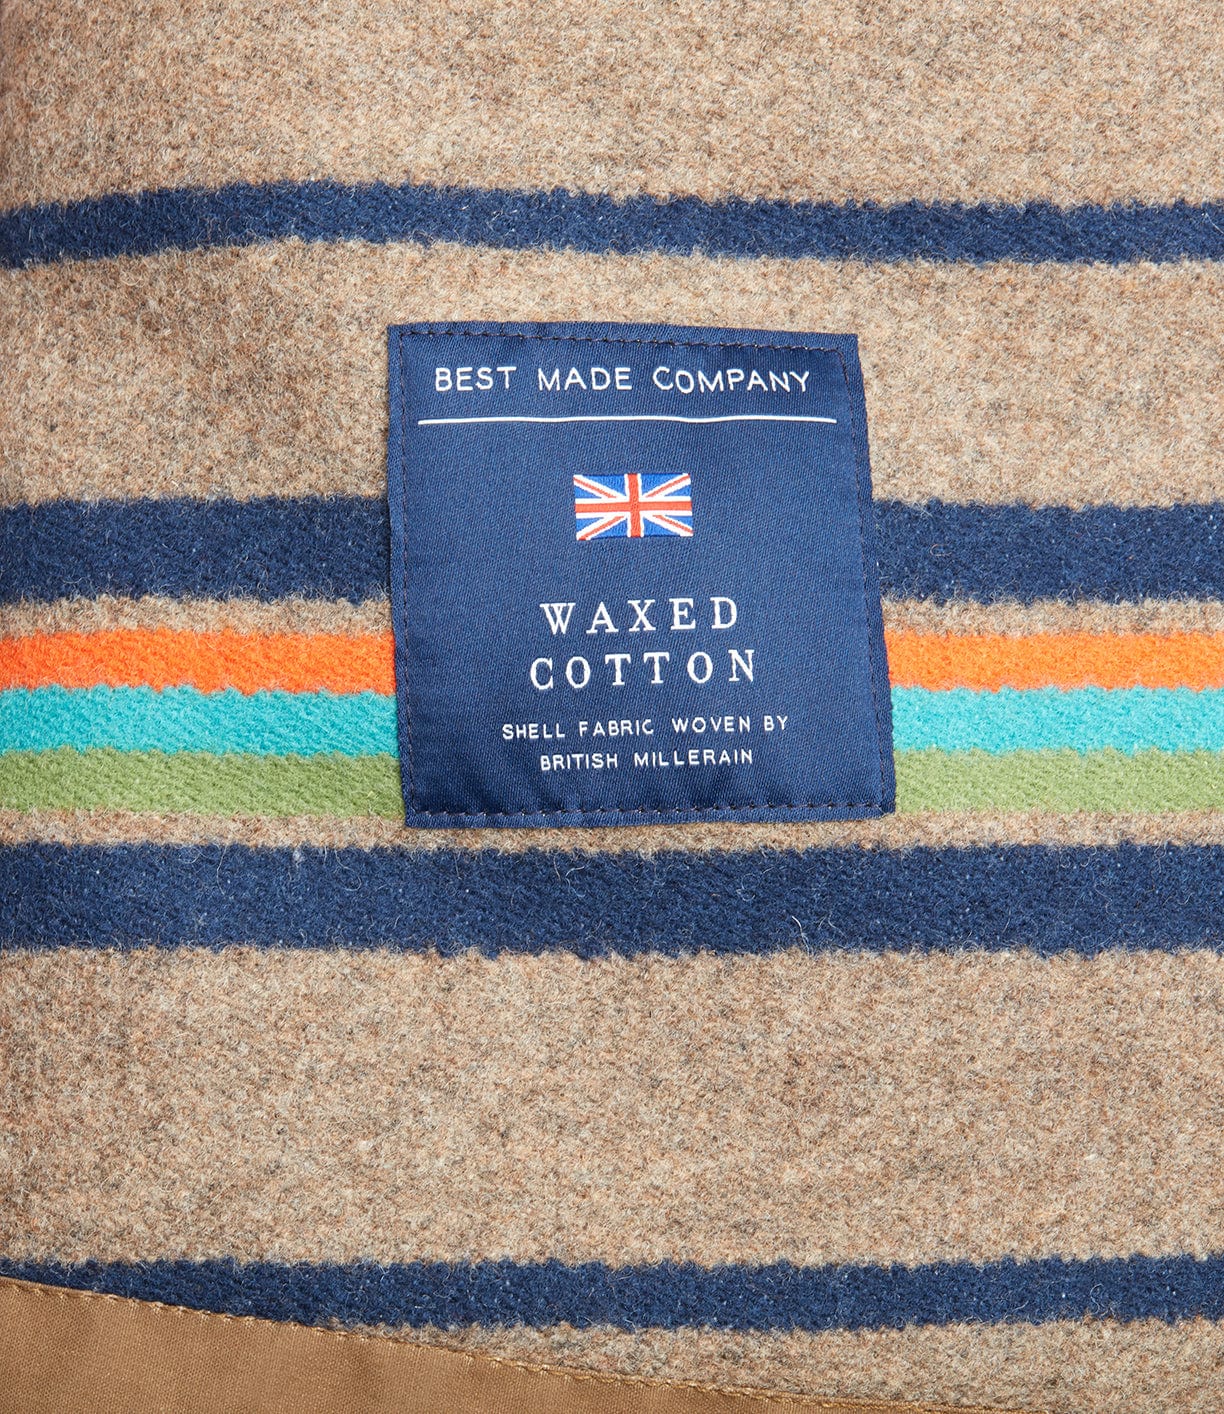 BEST MADE COMPANY
WAXED
COTTON
SHELL FABRIC WOVEN BY
BRITISH MILLERAIN